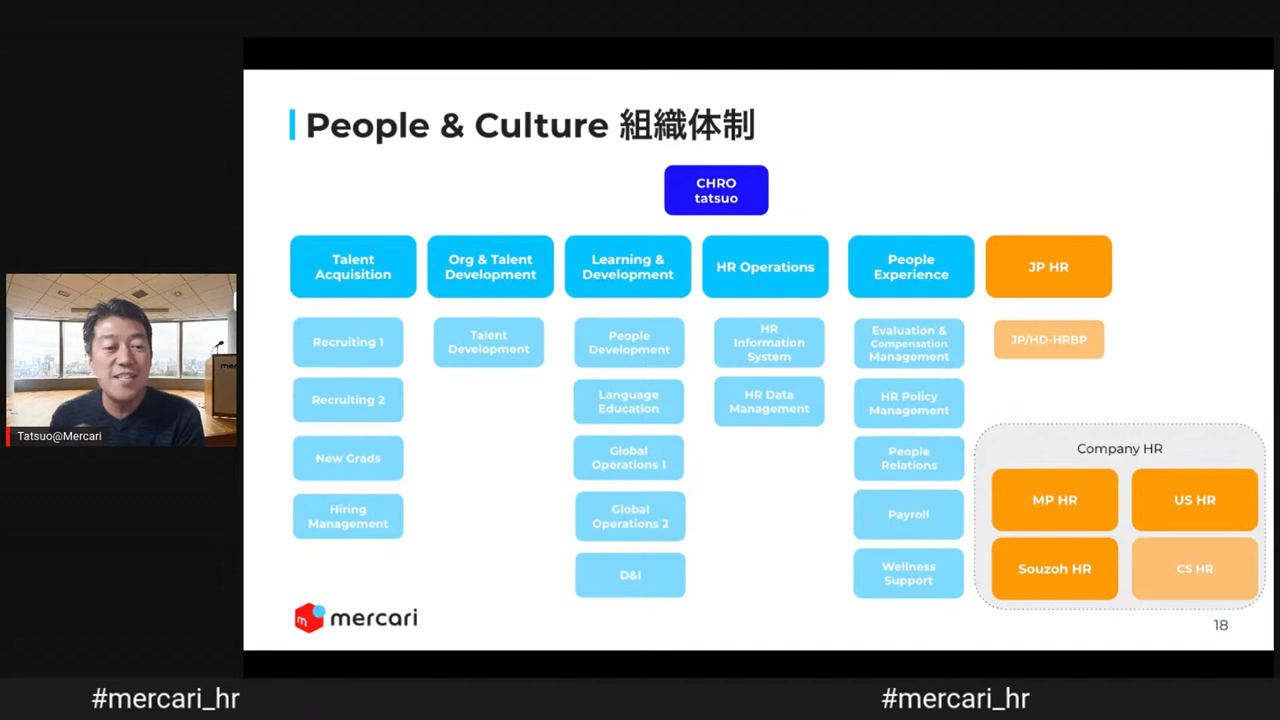 People & Culture 組織体制
CHRO
tatsuo
Talent
Acquisition
Org & Talent
Development
Learning &
Development
HR Operations
People
Experience
JP HR
Recruiting 1
Recruiting 2
New Grads
Hiring
Management
Talent
Development
People
Development
Language
Education
Global
Operations 1
Global
Operations 2
D&I
HR
Information
System
HR Data
Management
Evaluation &
Compensation
Management
HR Policy
Management
People
Relations
Payroll
Wellness
Support
JP/HD-HRBP
Company HR
MP HR
US HR
Souzoh HR
CS HR
mercari
18
Tatsuo@Mercari
#mercari_hr
#mercari_hr